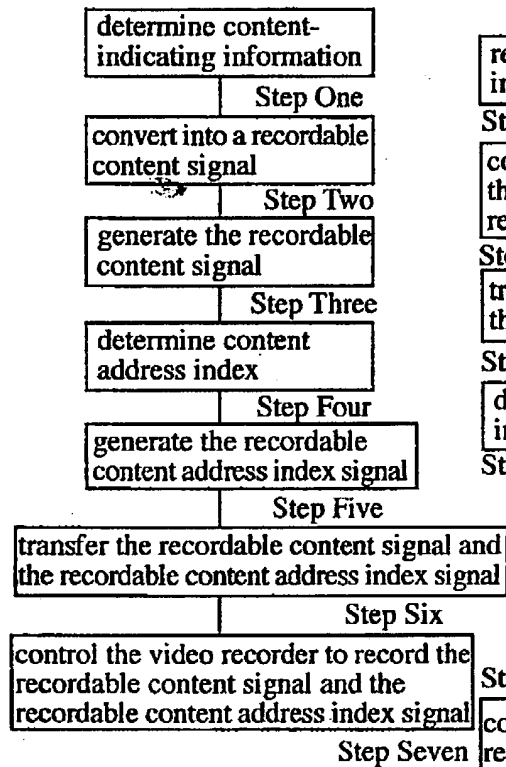 determine content-
indicating information
Step One
convert into a recordable
content signal
Step Two
generate the recordable
content signal
Step Three
determine content
address index
Step Four
generate the recordable
content address index signal
Step Five
transfer the recordable content signal and
the recordable content address index signal
Step Six
control the video recorder to record the
recordable content signal and the
recordable content address index signal
Step Seven